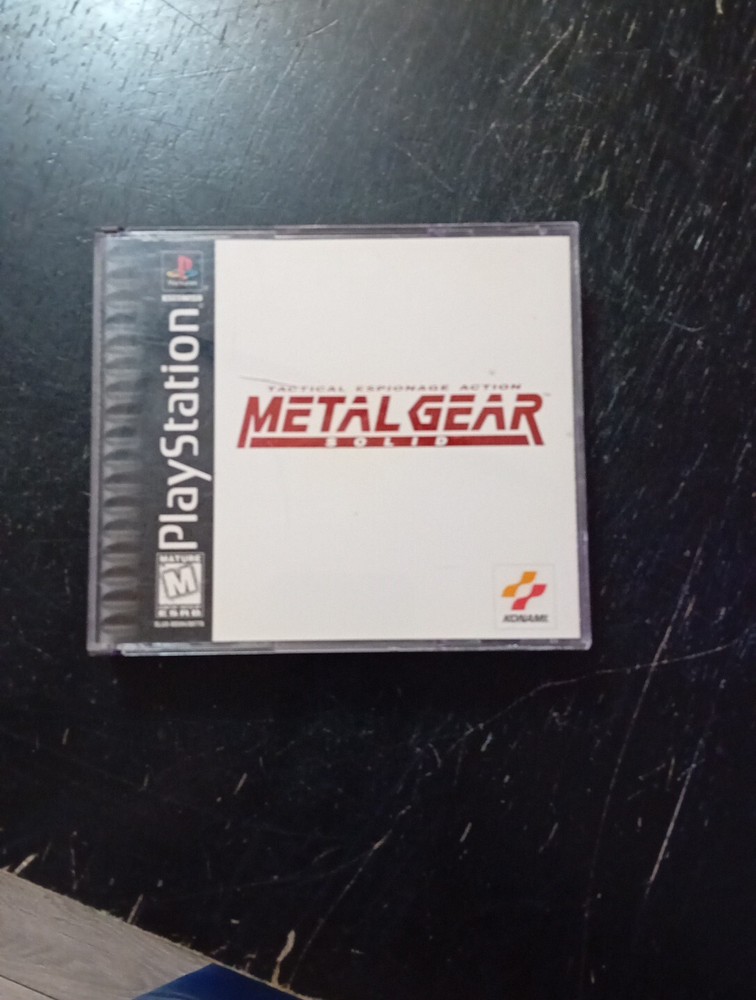 PlayStation
TACTICAL ESPIONAGE ACTION
METAL GEAR
SOLID
MATURE
M
ESRB
KONAMI